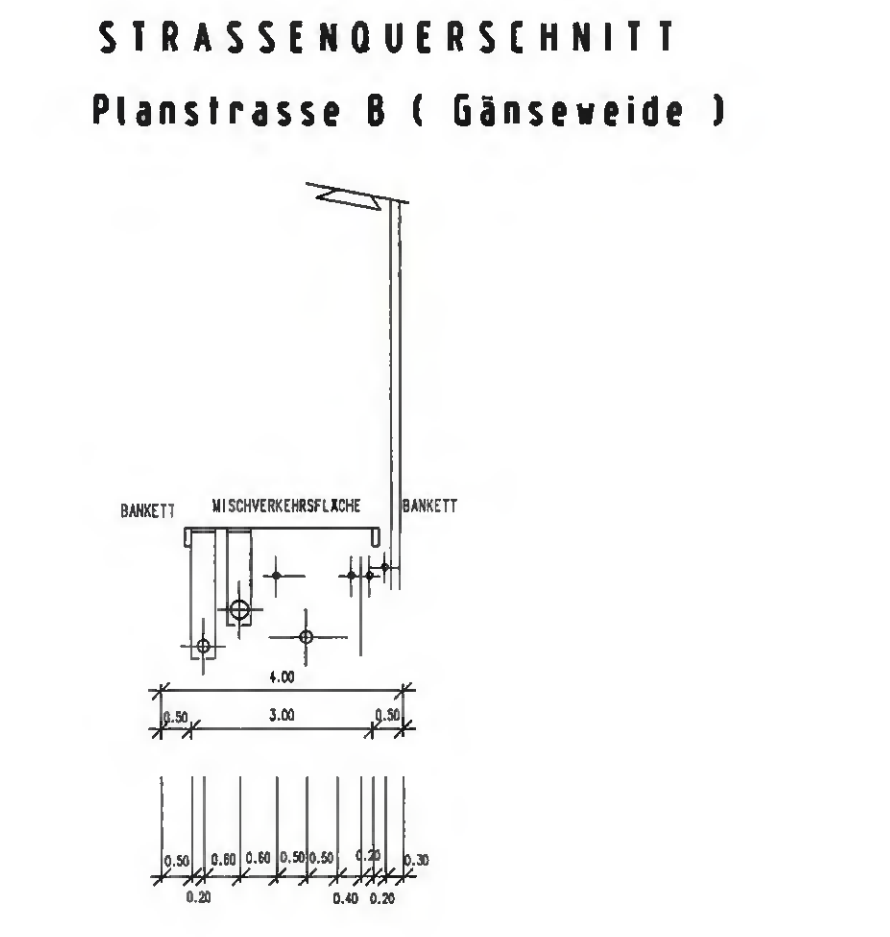 STRASSENQUERSCHNITT
Planstrasse B ( Gänseweide )
BANKETT MISCHVERKEHRSFLÄCHE BANKETT
4.00
0.50 3.00 0.50
0.50 0.60 0.60 0.50 0.50 0.20 0.30
0.20 0.40 0.20